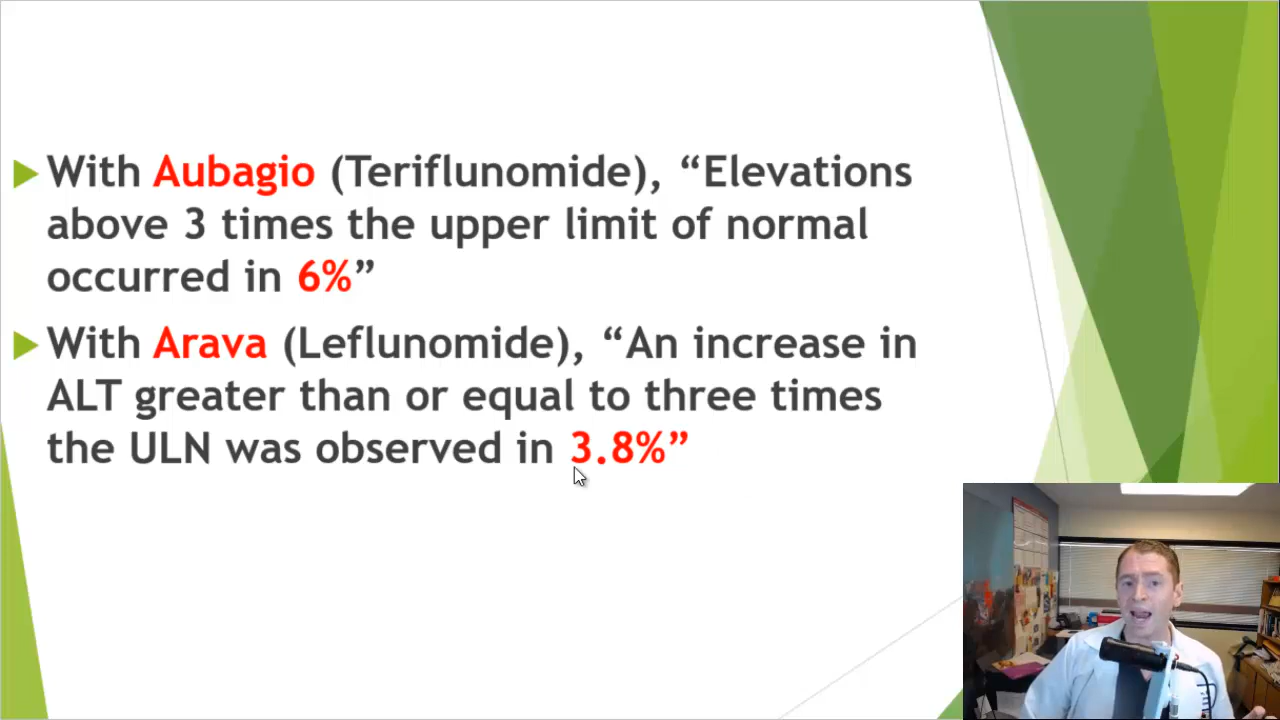 With Aubagio (Teriflunomide), “Elevations
above 3 times the upper limit of normal
occurred in 6%”
With Arava (Leflunomide), “An increase in
ALT greater than or equal to three times
the ULN was observed in 3.8%”